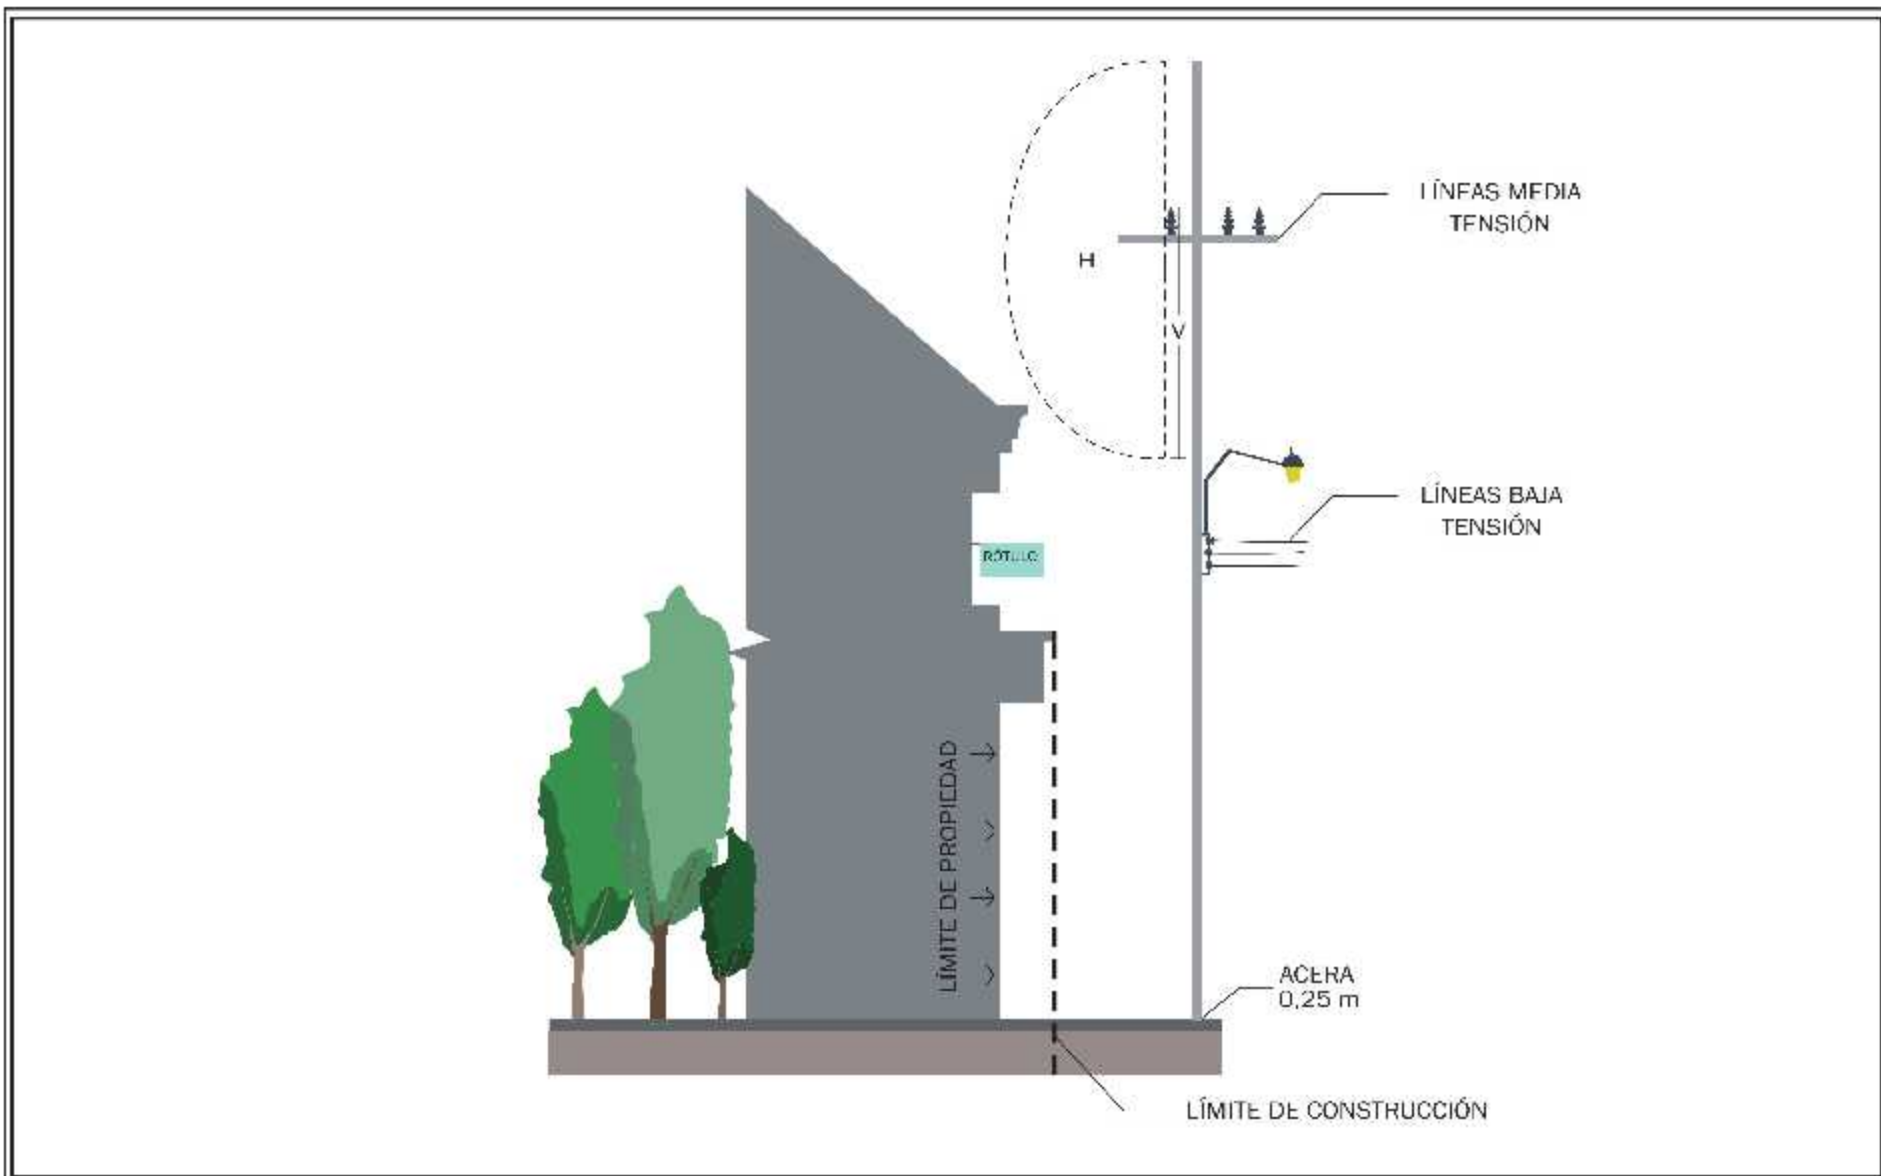 LÍNEAS MEDIA
TENSIÓN
H
V
LÍNEAS BAJA
TENSIÓN
RÓTULO
LÍMITE DE PROPIEDAD
ACERA
0,25 m
LÍMITE DE CONSTRUCCIÓN